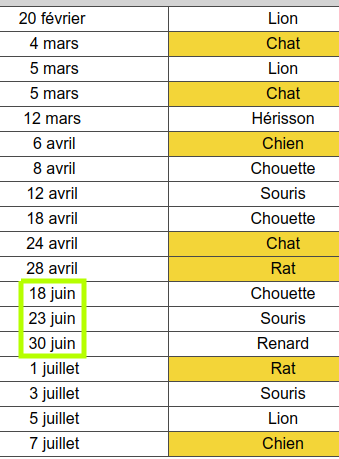 20 février Lion
4 mars Chat
5 mars Lion
5 mars Chat
12 mars Hérisson
6 avril Chien
8 avril Chouette
12 avril Souris
18 avril Chouette
24 avril Chat
28 avril Rat
18 juin Chouette
23 juin Souris
30 juin Renard
1 juillet Rat
3 juillet Souris
5 juillet Lion
7 juillet Chien